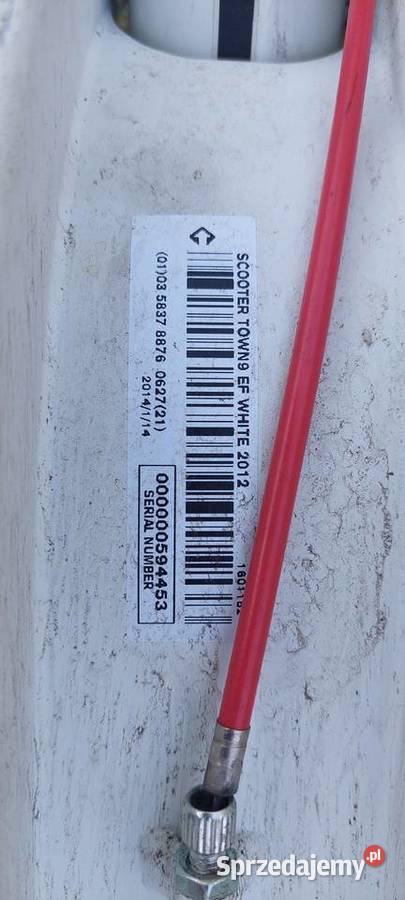 SCOOTER TOWN9 EF WHITE 2012
(01)03 5837 8876 0627(21)
2014/1/14
000000594453
SERIAL NUMBER
Sprzedajemy.pl